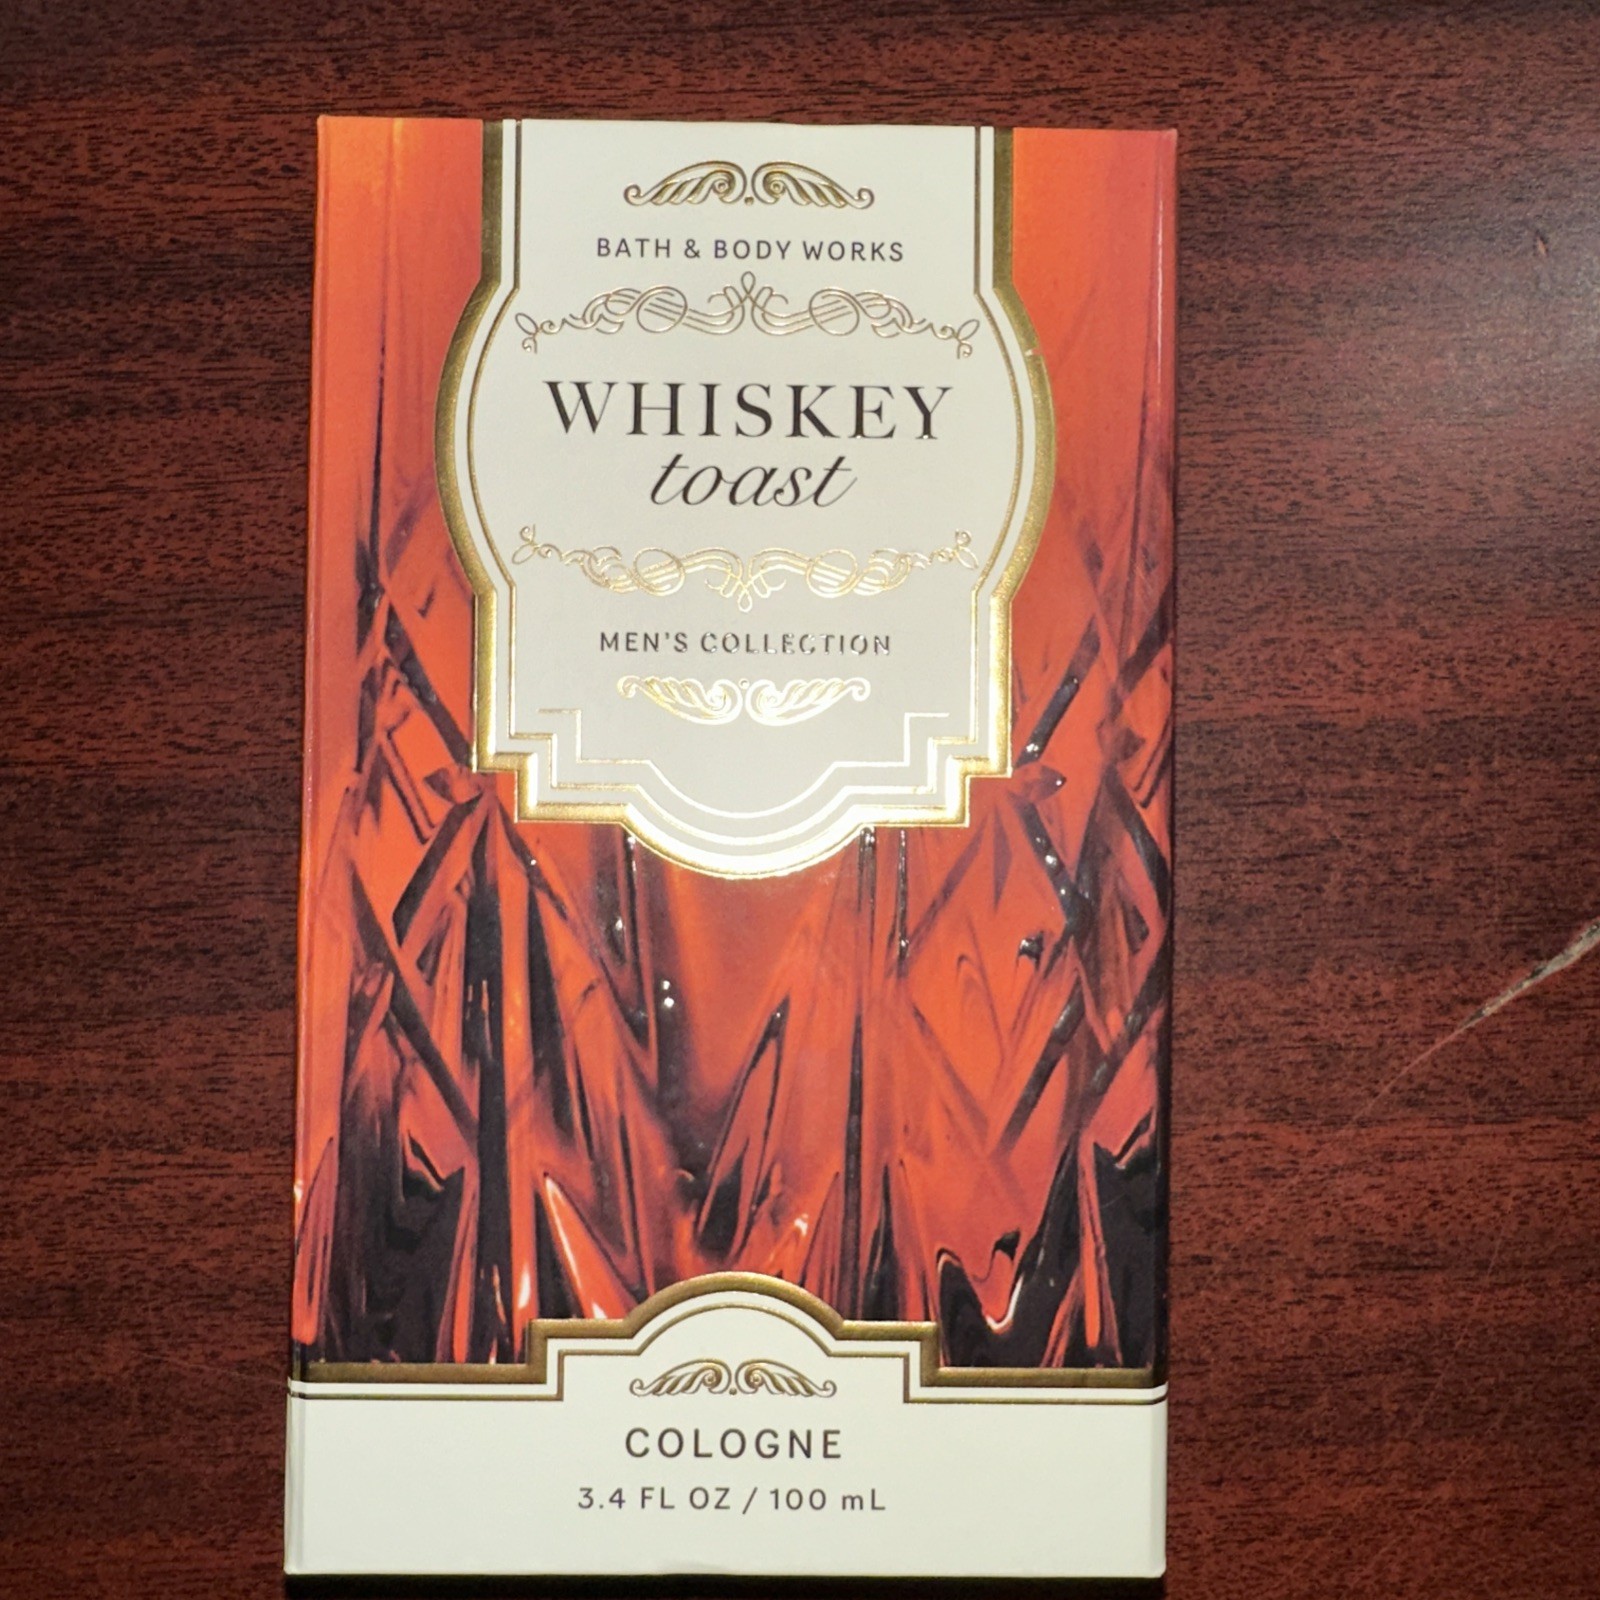 BATH & BODY WORKS
WHISKEY
toast
MEN'S COLLECTION
COLOGNE
3.4 FL OZ / 100 mL